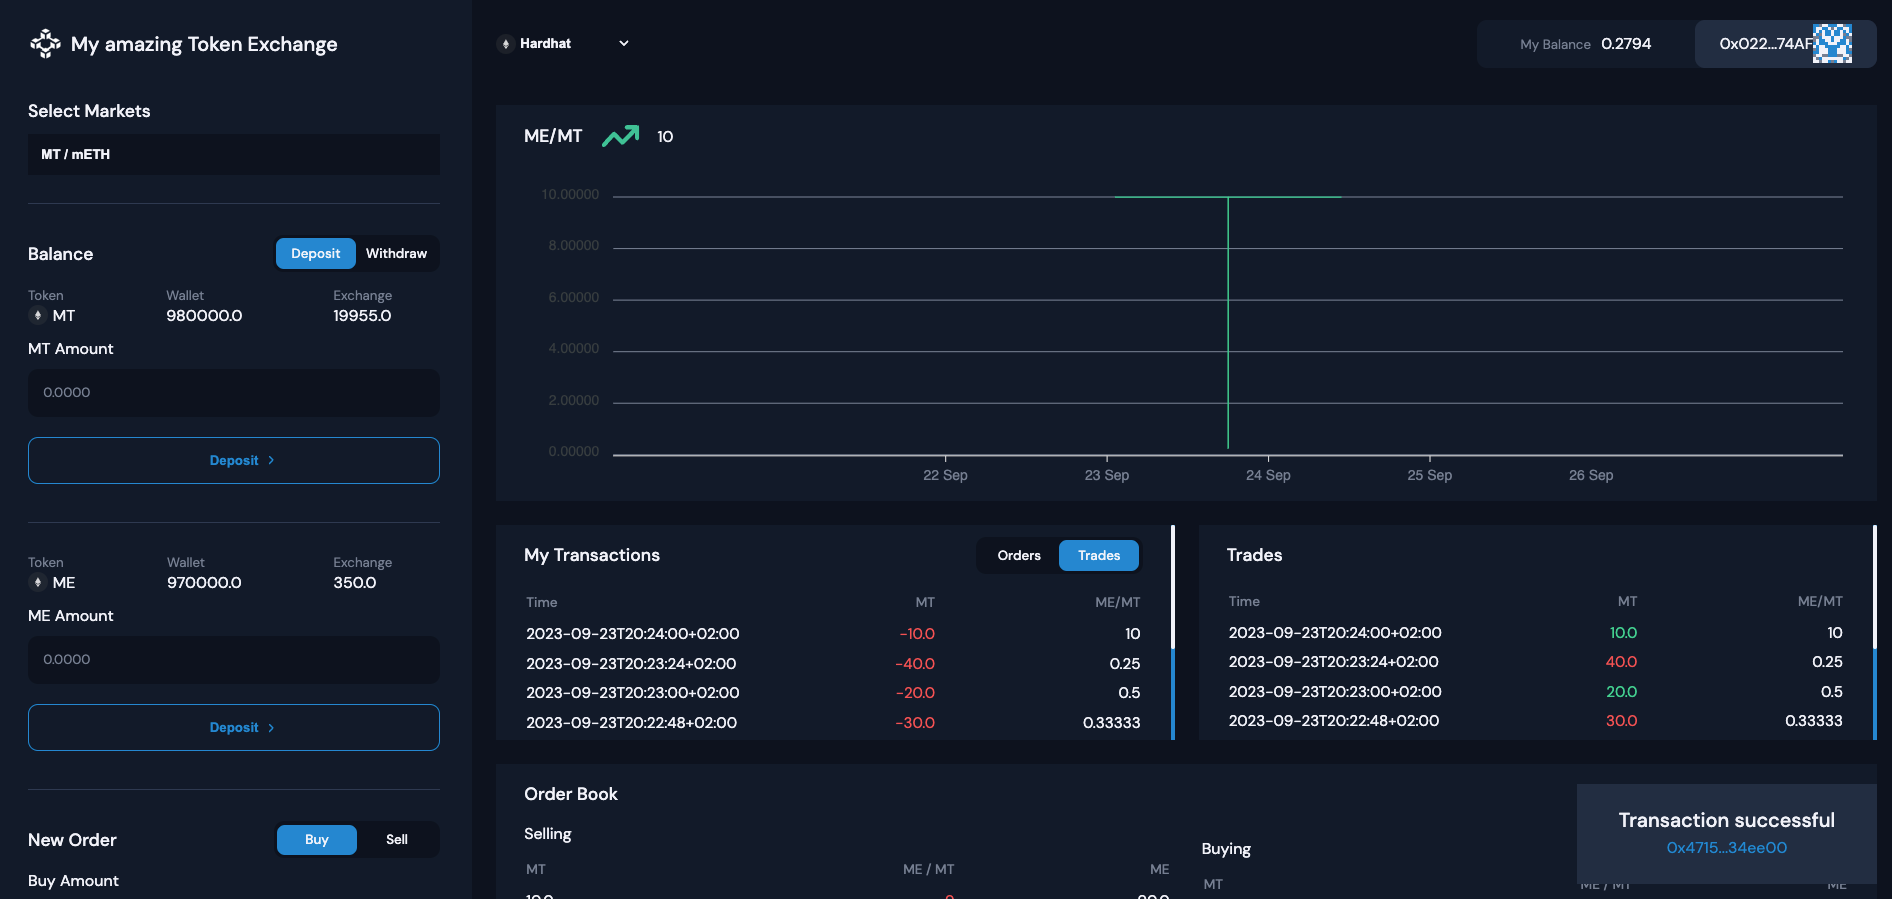 My amazing Token Exchange
Select Markets
MT / mETH
Balance
Deposit Withdraw
Token Wallet Exchange
MT 980000.0 19955.0
MT Amount
0.0000
Deposit >
Token Wallet Exchange
ME 970000.0 350.0
ME Amount
0.0000
Deposit >
New Order
Buy Sell
Buy Amount
Hardhat
My Balance 0.2794
0x022...74AF
ME/MT 10
10.00000
8.00000
6.00000
4.00000
2.00000
0.00000
22 Sep 23 Sep 24 Sep 25 Sep 26 Sep
My Transactions
Orders Trades
Time MT ME/MT
2023-09-23T20:24:00+02:00 -10.0 10
2023-09-23T20:23:24+02:00 -40.0 0.25
2023-09-23T20:23:00+02:00 -20.0 0.5
2023-09-23T20:22:48+02:00 -30.0 0.33333
Trades
Time MT ME/MT
2023-09-23T20:24:00+02:00 10.0 10
2023-09-23T20:23:24+02:00 40.0 0.25
2023-09-23T20:23:00+02:00 20.0 0.5
2023-09-23T20:22:48+02:00 30.0 0.33333
Order Book
Selling
MT ME / MT ME
Buying
MT ME / MT ME
Transaction successful
0x4715...34ee00